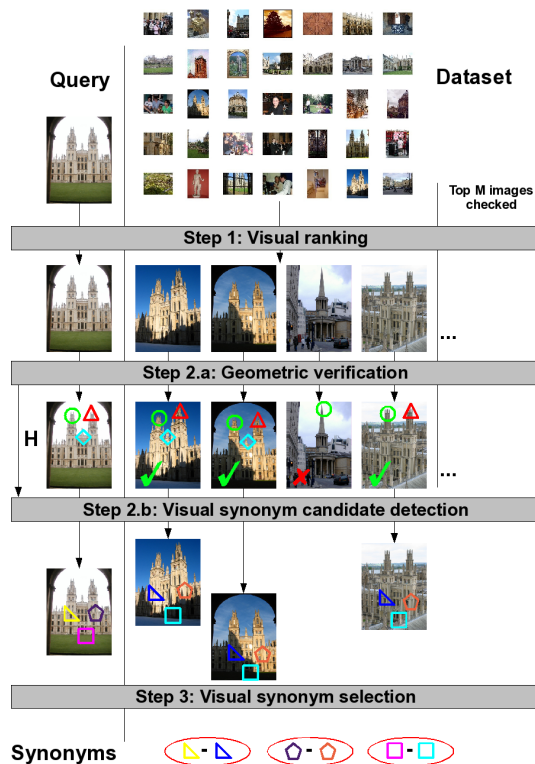 Query
Dataset
Top M images
checked
Step 1: Visual ranking
...
Step 2.a: Geometric verification
H
...
Step 2.b: Visual synonym candidate detection
Step 3: Visual synonym selection
Synonyms
-
-
-